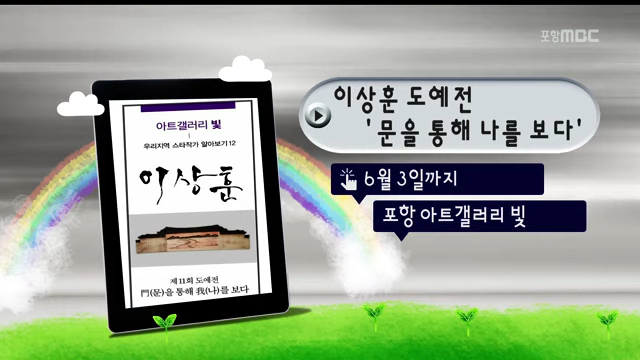 포항MBC
이상훈 도예전
'문을 통해 나를 보다'
6월 3일까지
포항 아트갤러리 빛
아트갤러리 빛
우리지역 스타작가 알아보기 12
이상훈
제11회 도예전
門(문)을 통해 我(나)를 보다